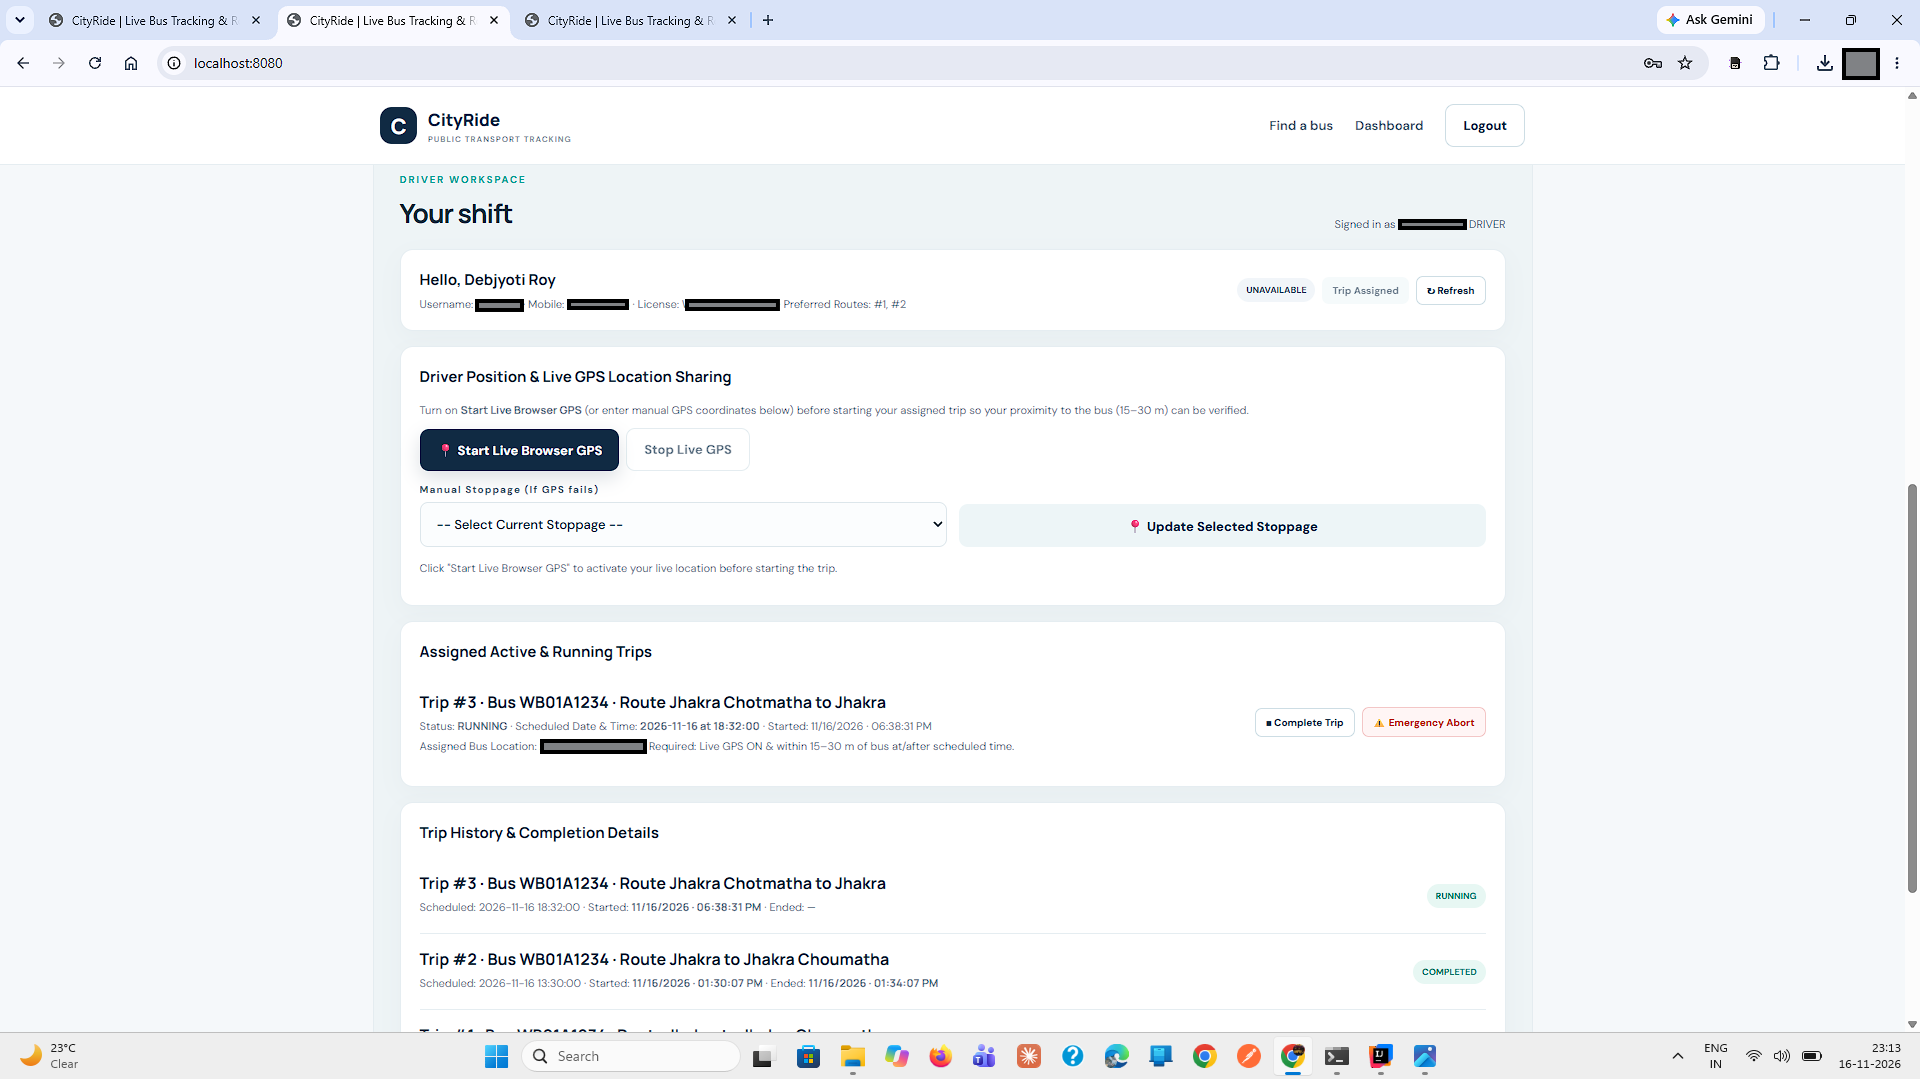 CityRide | Live Bus Tracking & R
CityRide | Live Bus Tracking & R
CityRide | Live Bus Tracking & R
Ask Gemini
localhost:8080
C
CityRide
PUBLIC TRANSPORT TRACKING
Find a bus
Dashboard
Logout
DRIVER WORKSPACE
Your shift
Signed in as DRIVER
Hello, Debjyoti Roy
Username: Mobile: · License: Preferred Routes: #1, #2
UNAVAILABLE
Trip Assigned
↻ Refresh
Driver Position & Live GPS Location Sharing
Turn on Start Live Browser GPS (or enter manual GPS coordinates below) before starting your assigned trip so your proximity to the bus (15–30 m) can be verified.
📍 Start Live Browser GPS
Stop Live GPS
Manual Stoppage (If GPS fails)
-- Select Current Stoppage --
📍 Update Selected Stoppage
Click "Start Live Browser GPS" to activate your live location before starting the trip.
Assigned Active & Running Trips
Trip #3 · Bus WB01A1234 · Route Jhakra Chotmatha to Jhakra
Status: RUNNING · Scheduled Date & Time: 2026-11-16 at 18:32:00 · Started: 11/16/2026 · 06:38:31 PM
Assigned Bus Location: Required: Live GPS ON & within 15–30 m of bus at/after scheduled time.
■ Complete Trip
⚠ Emergency Abort
Trip History & Completion Details
Trip #3 · Bus WB01A1234 · Route Jhakra Chotmatha to Jhakra
Scheduled: 2026-11-16 18:32:00 · Started: 11/16/2026 · 06:38:31 PM · Ended: —
RUNNING
Trip #2 · Bus WB01A1234 · Route Jhakra to Jhakra Choumatha
Scheduled: 2026-11-16 13:30:00 · Started: 11/16/2026 · 01:30:07 PM · Ended: 11/16/2026 · 01:34:07 PM
COMPLETED
23°C
Clear
Search
ENG
IN
23:13
16-11-2026